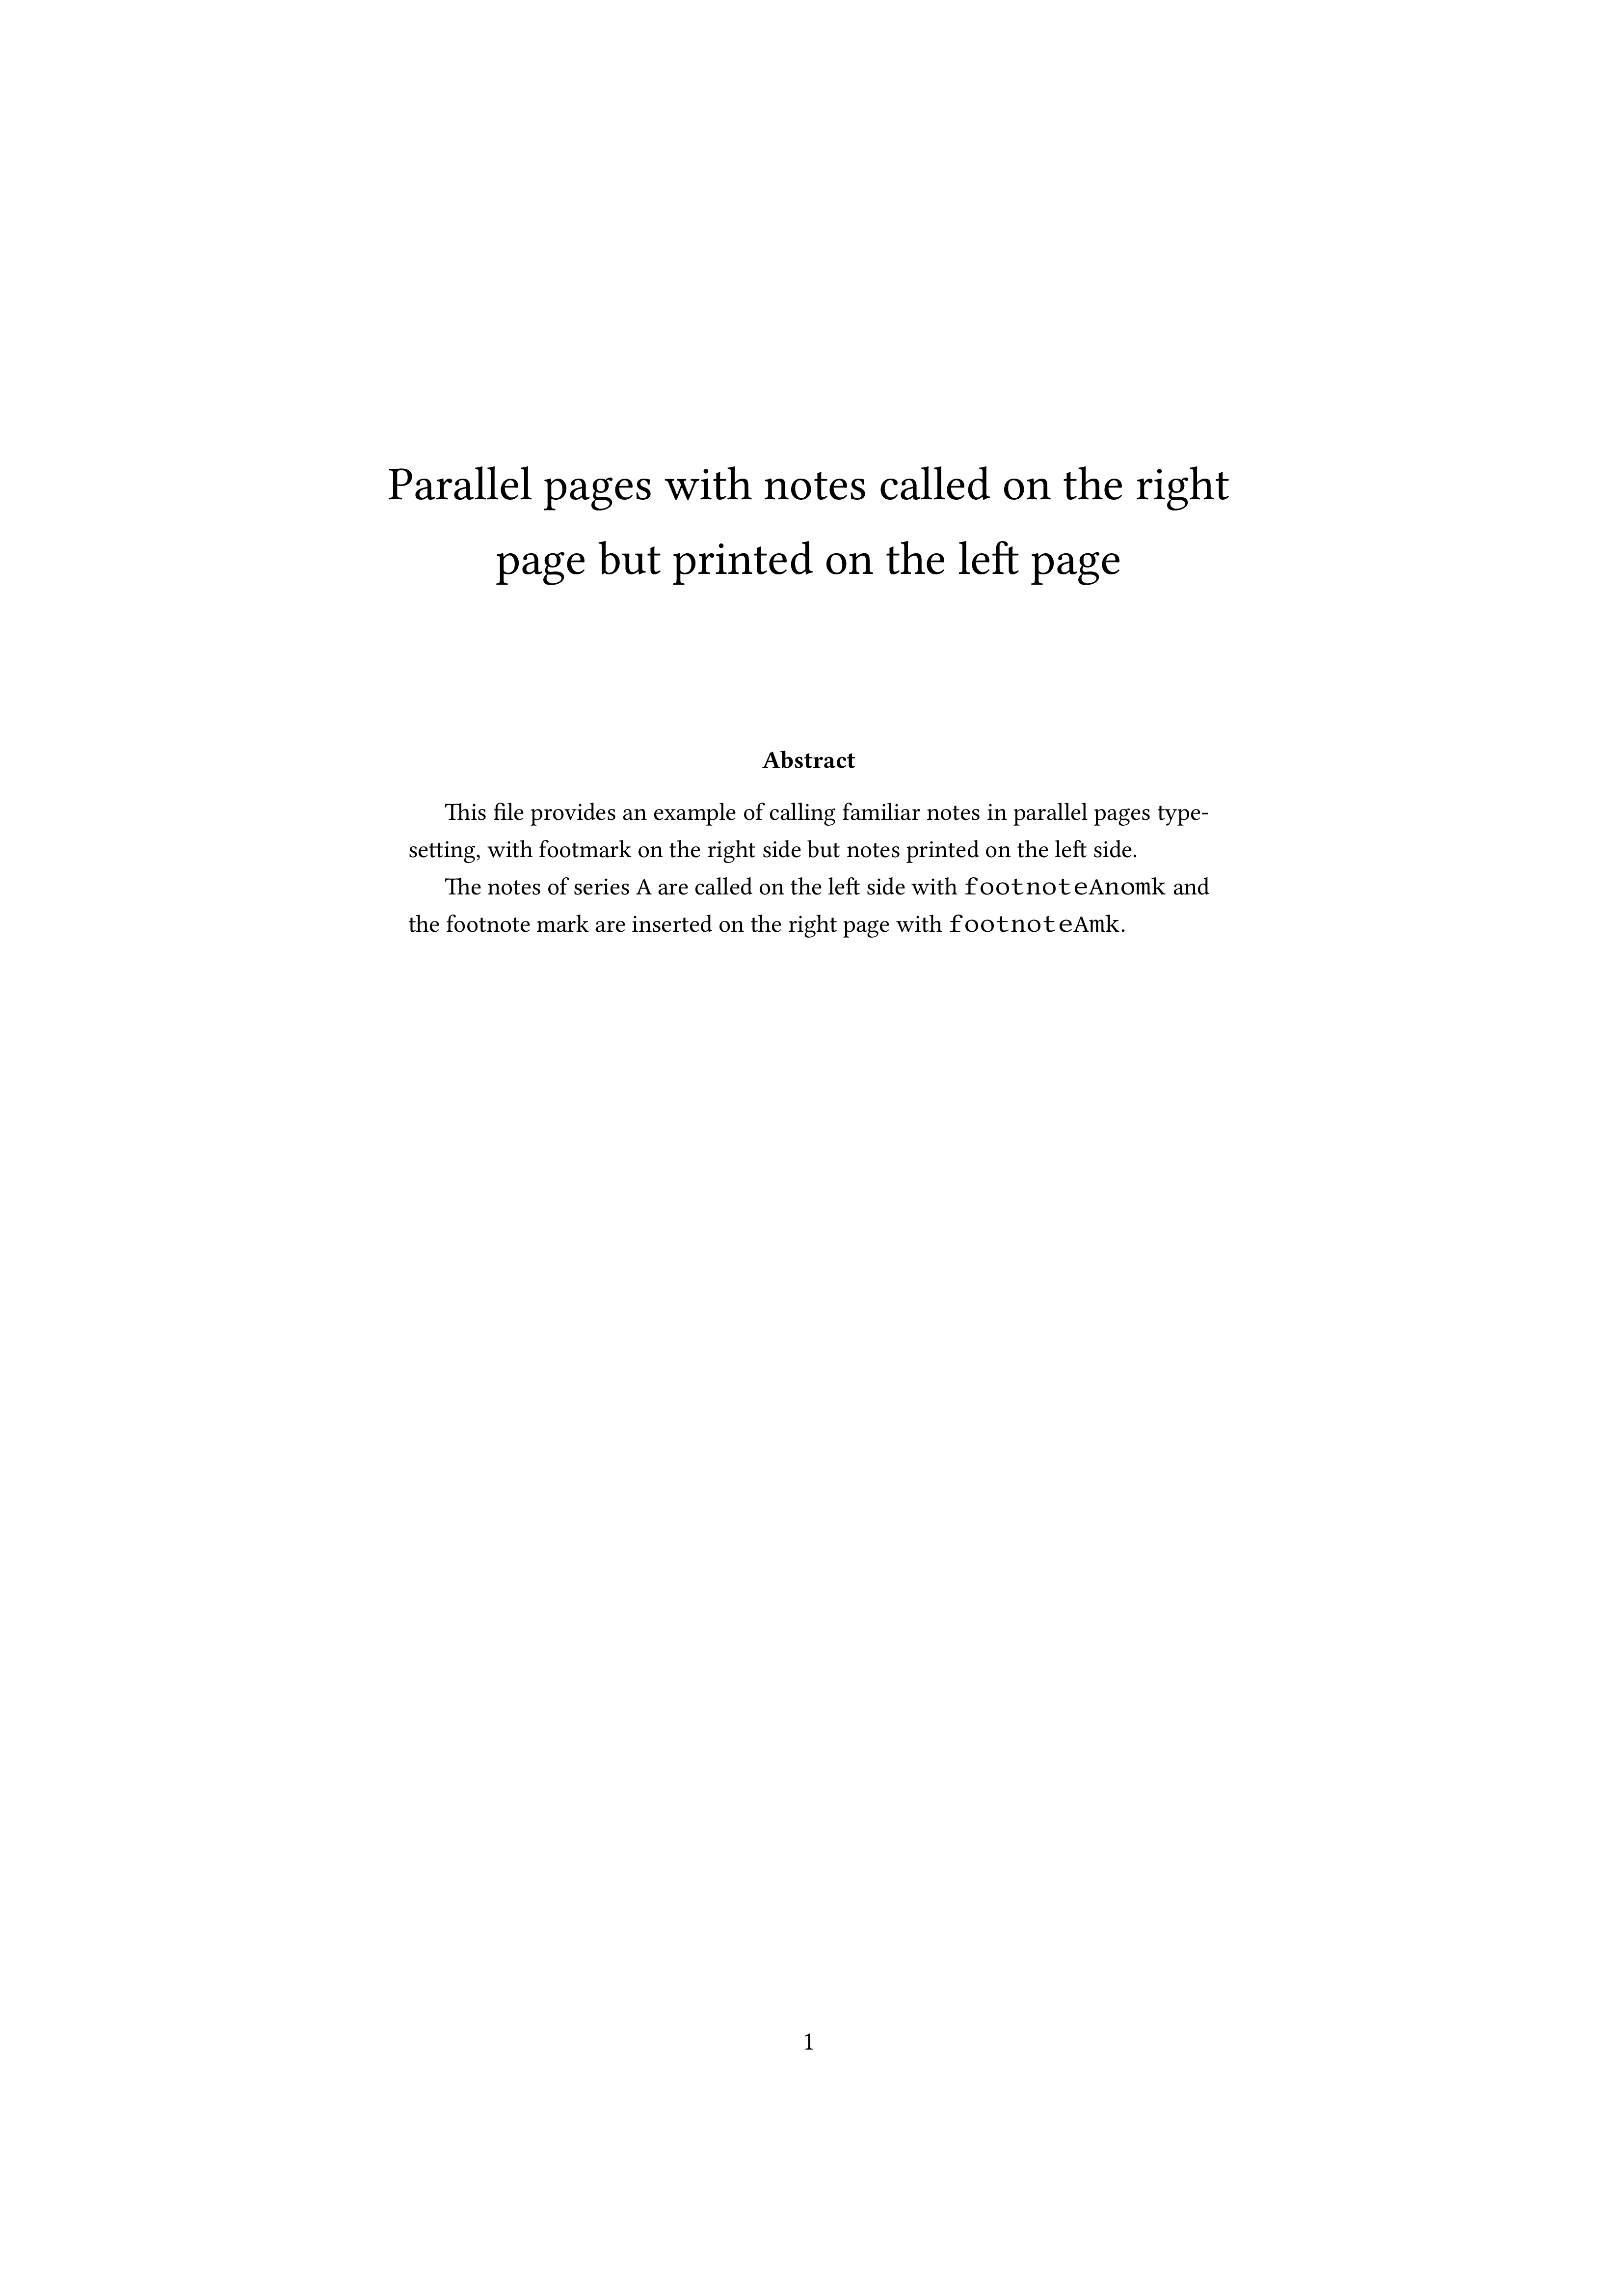 Parallel pages with notes called on the right
page but printed on the left page
Abstract
This file provides an example of calling familiar notes in parallel pages type-
setting, with footmark on the right side but notes printed on the left side.
The notes of series A are called on the left side with footnoteAnomk and
the footnote mark are inserted on the right page with footnoteAmk.
1